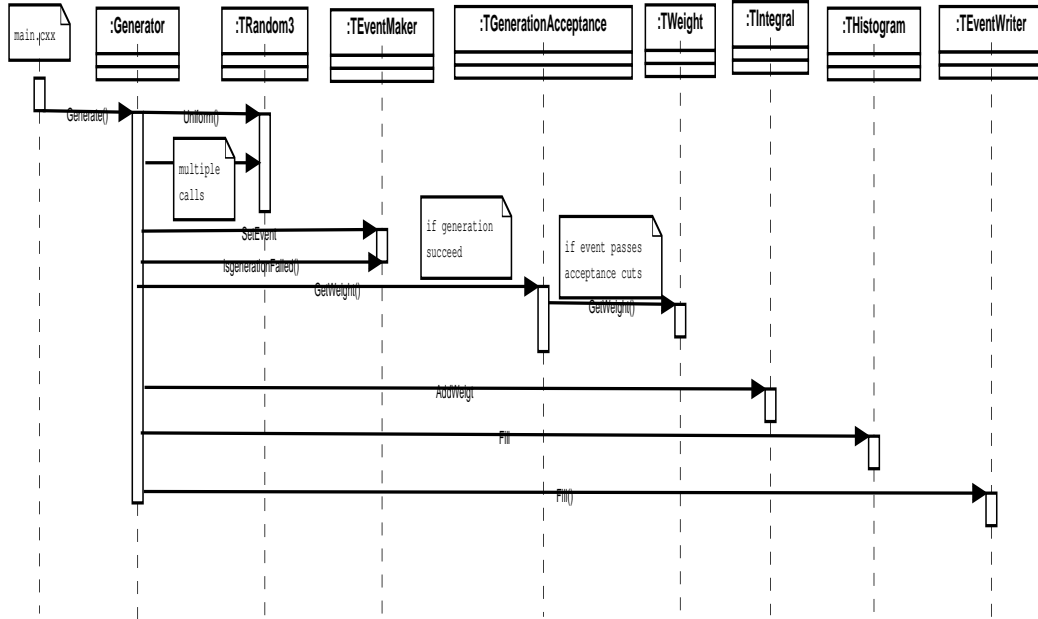 main.cxx
:Generator
:TRandom3
:TEventMaker
:TGenerationAcceptance
:TWeight
:TIntegral
:THistogram
:TEventWriter
Generate()
Uniform()
multiple
calls
SetEvent
IsgenerationFailed()
if generation
succeed
if event passes
acceptance cuts
GetWeight()
GetWeight()
AddWeigt
Fill
Fill()